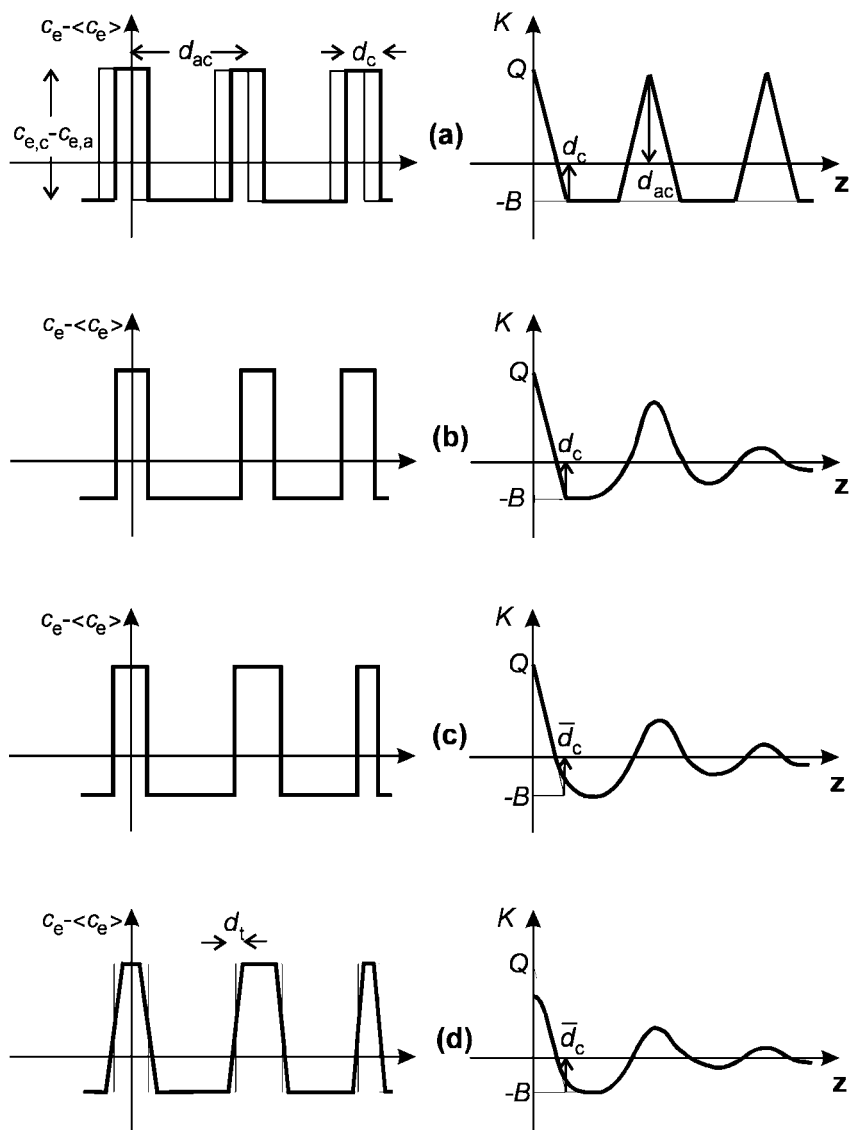 c_e-<c_e>
d_ac
d_c
c_e,c-c_e,a
(a)
K
Q
d_c
d_ac
-B
z
c_e-<c_e>
(b)
K
Q
d_c
-B
z
c_e-<c_e>
(c)
K
Q
d̅_c
-B
z
c_e-<c_e>
d_t
(d)
K
Q
d̅_c
-B
z